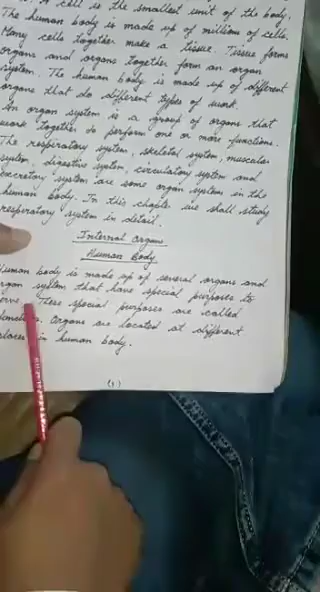 A cell is the smallest unit of the body.
The human body is made up of millions of cells.
Many cells together make a tissue. Tissue forms
organs and organs together form an organ
system. The human body is made up of different
organs that do different types of work.
An organ system is a group of organs that
work together to perform one or more functions.
The respiratory system, skeletal system, muscular
system, digestive system, circulatory system and
excretory system are some organ system in the
human body. In this chapter we shall study
respiratory system in detail.
Internal Organs
Human Body
Human body is made up of several organs and
organ system that have special purposes to
serve. These special purposes are called
functions. Organs are located at different
places in human body.
(1)